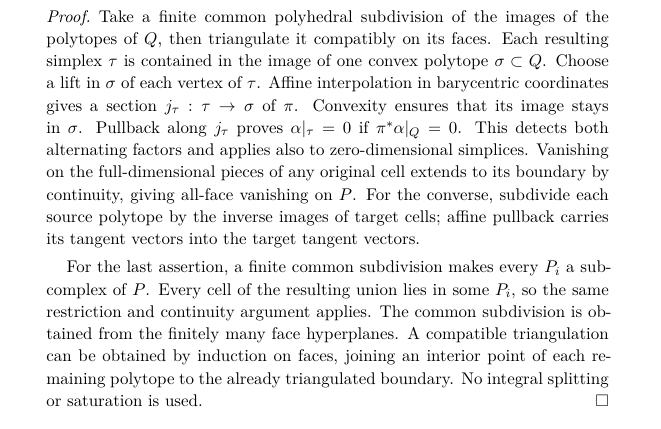 Proof. Take a finite common polyhedral subdivision of the images of the
polytopes of Q, then triangulate it compatibly on its faces. Each resulting
simplex τ is contained in the image of one convex polytope σ ⊂ Q. Choose
a lift in σ of each vertex of τ. Affine interpolation in barycentric coordinates
gives a section j_τ : τ → σ of π. Convexity ensures that its image stays
in σ. Pullback along j_τ proves α|_τ = 0 if π*α|_Q = 0. This detects both
alternating factors and applies also to zero-dimensional simplices. Vanishing
on the full-dimensional pieces of any original cell extends to its boundary by
continuity, giving all-face vanishing on P. For the converse, subdivide each
source polytope by the inverse images of target cells; affine pullback carries
its tangent vectors into the target tangent vectors.
For the last assertion, a finite common subdivision makes every P_i a sub-
complex of P. Every cell of the resulting union lies in some P_i, so the same
restriction and continuity argument applies. The common subdivision is ob-
tained from the finitely many face hyperplanes. A compatible triangulation
can be obtained by induction on faces, joining an interior point of each re-
maining polytope to the already triangulated boundary. No integral splitting
or saturation is used. □